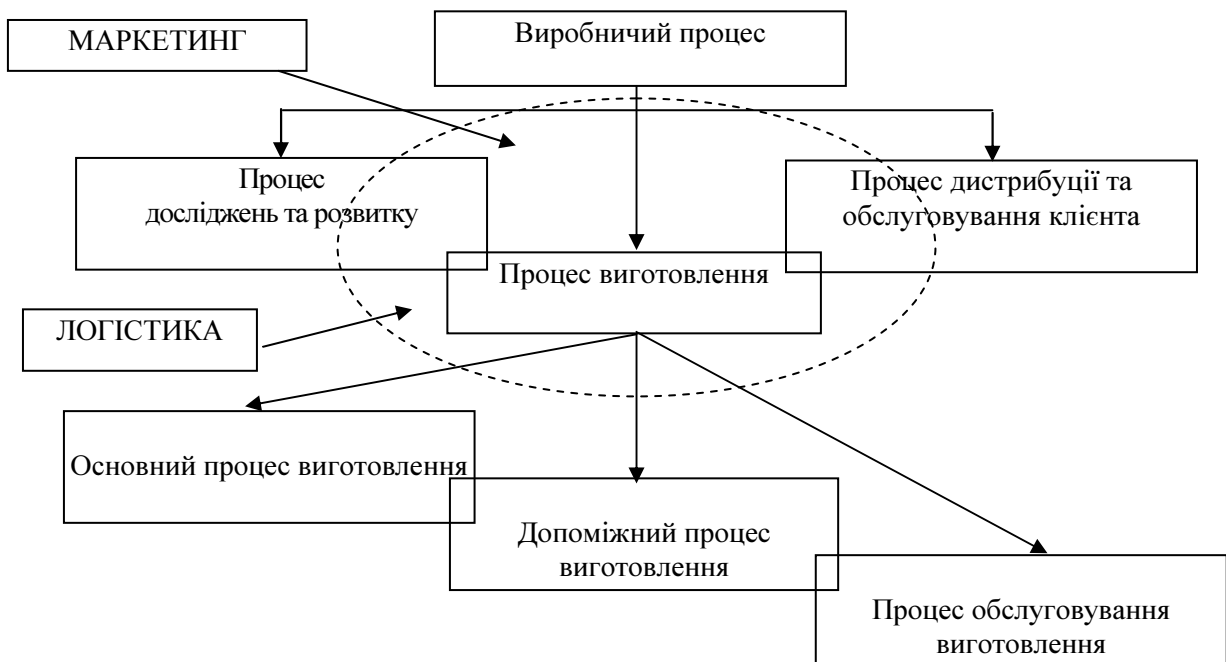 МАРКЕТИНГ
Виробничий процес
Процес
досліджень та розвитку
Процес дистрибуції та
обслуговування клієнта
Процес виготовлення
ЛОГІСТИКА
Основний процес виготовлення
Допоміжний процес
виготовлення
Процес обслуговування
виготовлення